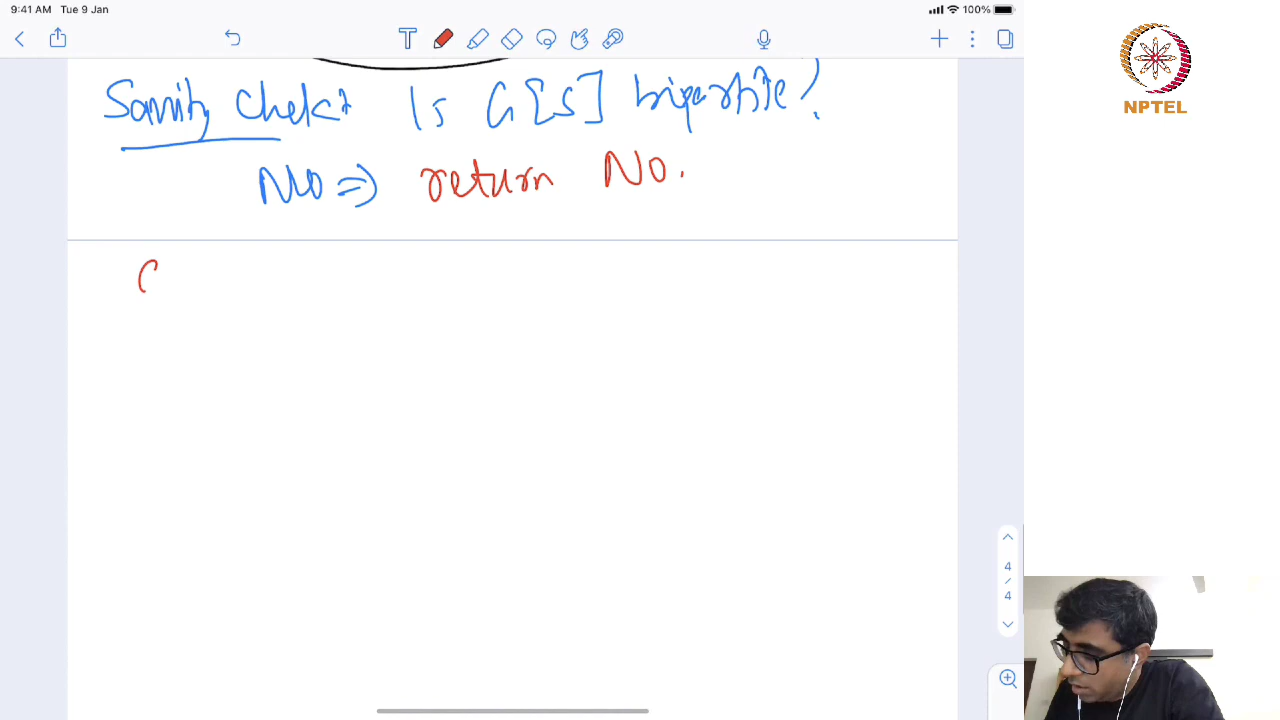 9:41 AM Tue 9 Jan
100%
Sanity Check: Is G[S] bipartite?
NO ⇒ return NO.
4
4
NPTEL